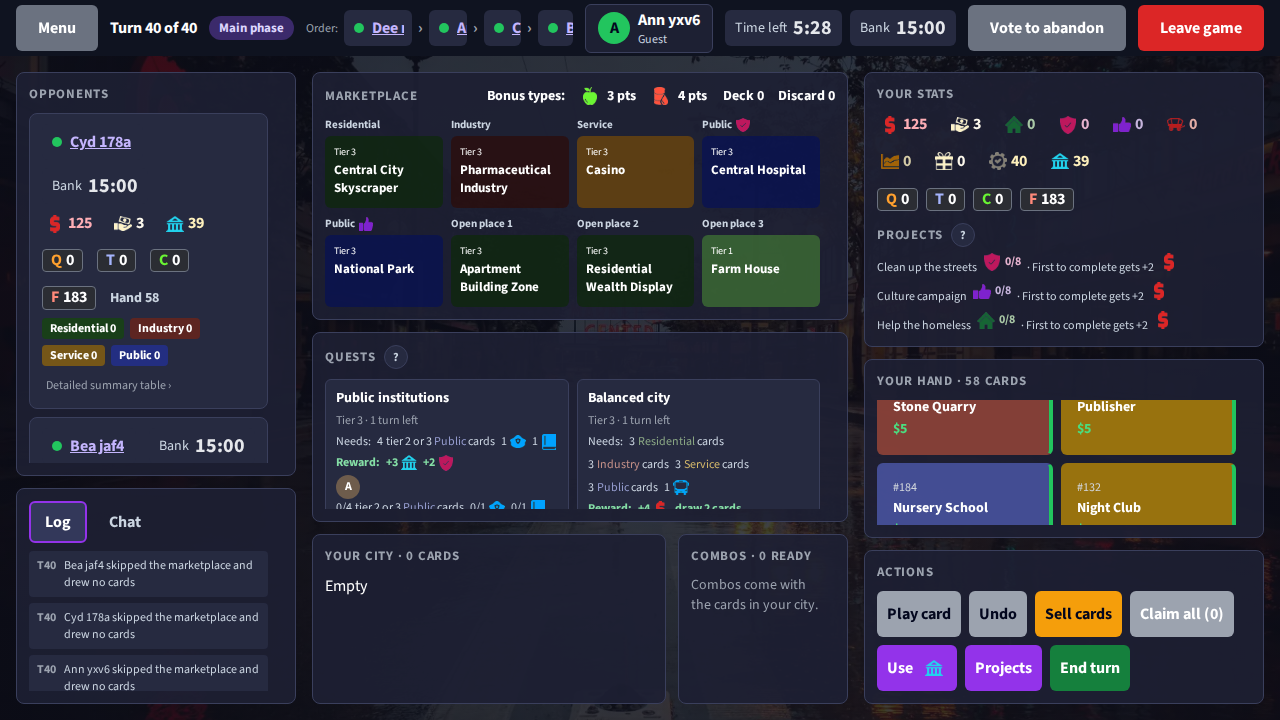 Menu
Turn 40 of 40
Main phase
Order:
Dee
A
C
B
A
Ann yxv6
Guest
Time left 5:28
Bank 15:00
Vote to abandon
Leave game
OPPONENTS
Cyd 178a
Bank 15:00
125 3 39
Q 0 T 0 C 0
F 183 Hand 58
Residential 0 Industry 0
Service 0 Public 0
Detailed summary table ›
Bea jaf4 Bank 15:00
Log Chat
T40 Bea jaf4 skipped the marketplace and
drew no cards
T40 Cyd 178a skipped the marketplace and
drew no cards
T40 Ann yxv6 skipped the marketplace and
drew no cards
MARKETPLACE Bonus types: 3 pts 4 pts Deck 0 Discard 0
Residential Industry Service Public
Tier 3
Central City
Skyscraper
Tier 3
Pharmaceutical
Industry
Tier 3
Casino
Tier 3
Central Hospital
Public Open place 1 Open place 2 Open place 3
Tier 3
National Park
Tier 3
Apartment
Building Zone
Tier 3
Residential
Wealth Display
Tier 1
Farm House
QUESTS ?
Public institutions
Tier 3 · 1 turn left
Needs: 4 tier 2 or 3 Public cards 1 1
Reward: +3 +2
A
0/4 tier 2 or 3 Public cards 0/1 0/1
Balanced city
Tier 3 · 1 turn left
Needs: 3 Residential cards
3 Industry cards 3 Service cards
3 Public cards 1
Reward: +4 draw 2 cards
YOUR CITY · 0 CARDS
Empty
COMBOS · 0 READY
Combos come with
the cards in your city.
YOUR STATS
125 3 0 0 0 0
0 0 40 39
Q 0 T 0 C 0 F 183
PROJECTS ?
Clean up the streets 0/8 · First to complete gets +2
Culture campaign 0/8 · First to complete gets +2
Help the homeless 0/8 · First to complete gets +2
YOUR HAND · 58 CARDS
Stone Quarry
$5
Publisher
$5
#184
Nursery School
#132
Night Club
ACTIONS
Play card Undo Sell cards Claim all (0)
Use Projects End turn